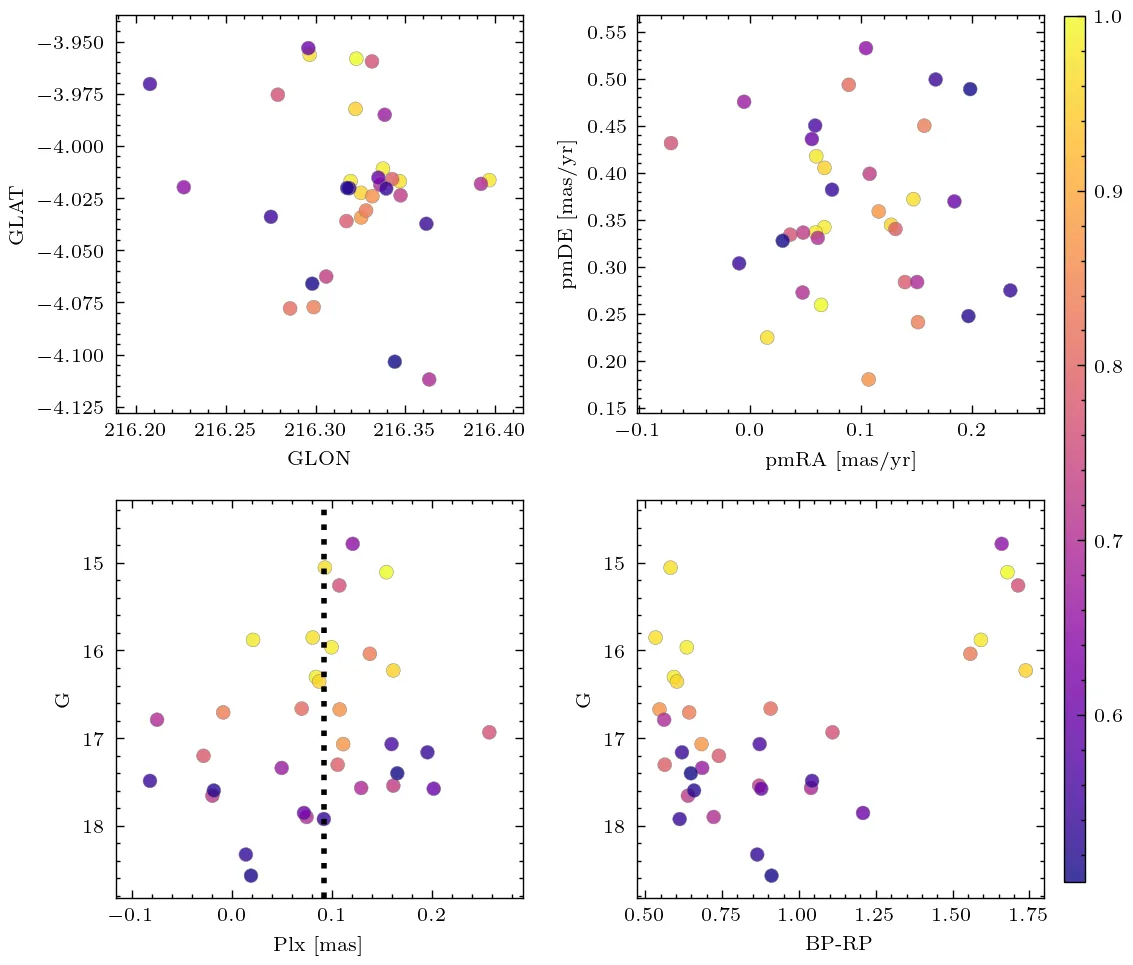 −3.950
−3.975
−4.000
−4.025
−4.050
−4.075
−4.100
−4.125
GLAT
216.20 216.25 216.30 216.35 216.40
GLON
0.55
0.50
0.45
0.40
0.35
0.30
0.25
0.20
0.15
pmDE [mas/yr]
−0.1 0.0 0.1 0.2
pmRA [mas/yr]
15
16
17
18
G
−0.1 0.0 0.1 0.2
Plx [mas]
15
16
17
18
G
0.50 0.75 1.00 1.25 1.50 1.75
BP-RP
1.0
0.9
0.8
0.7
0.6